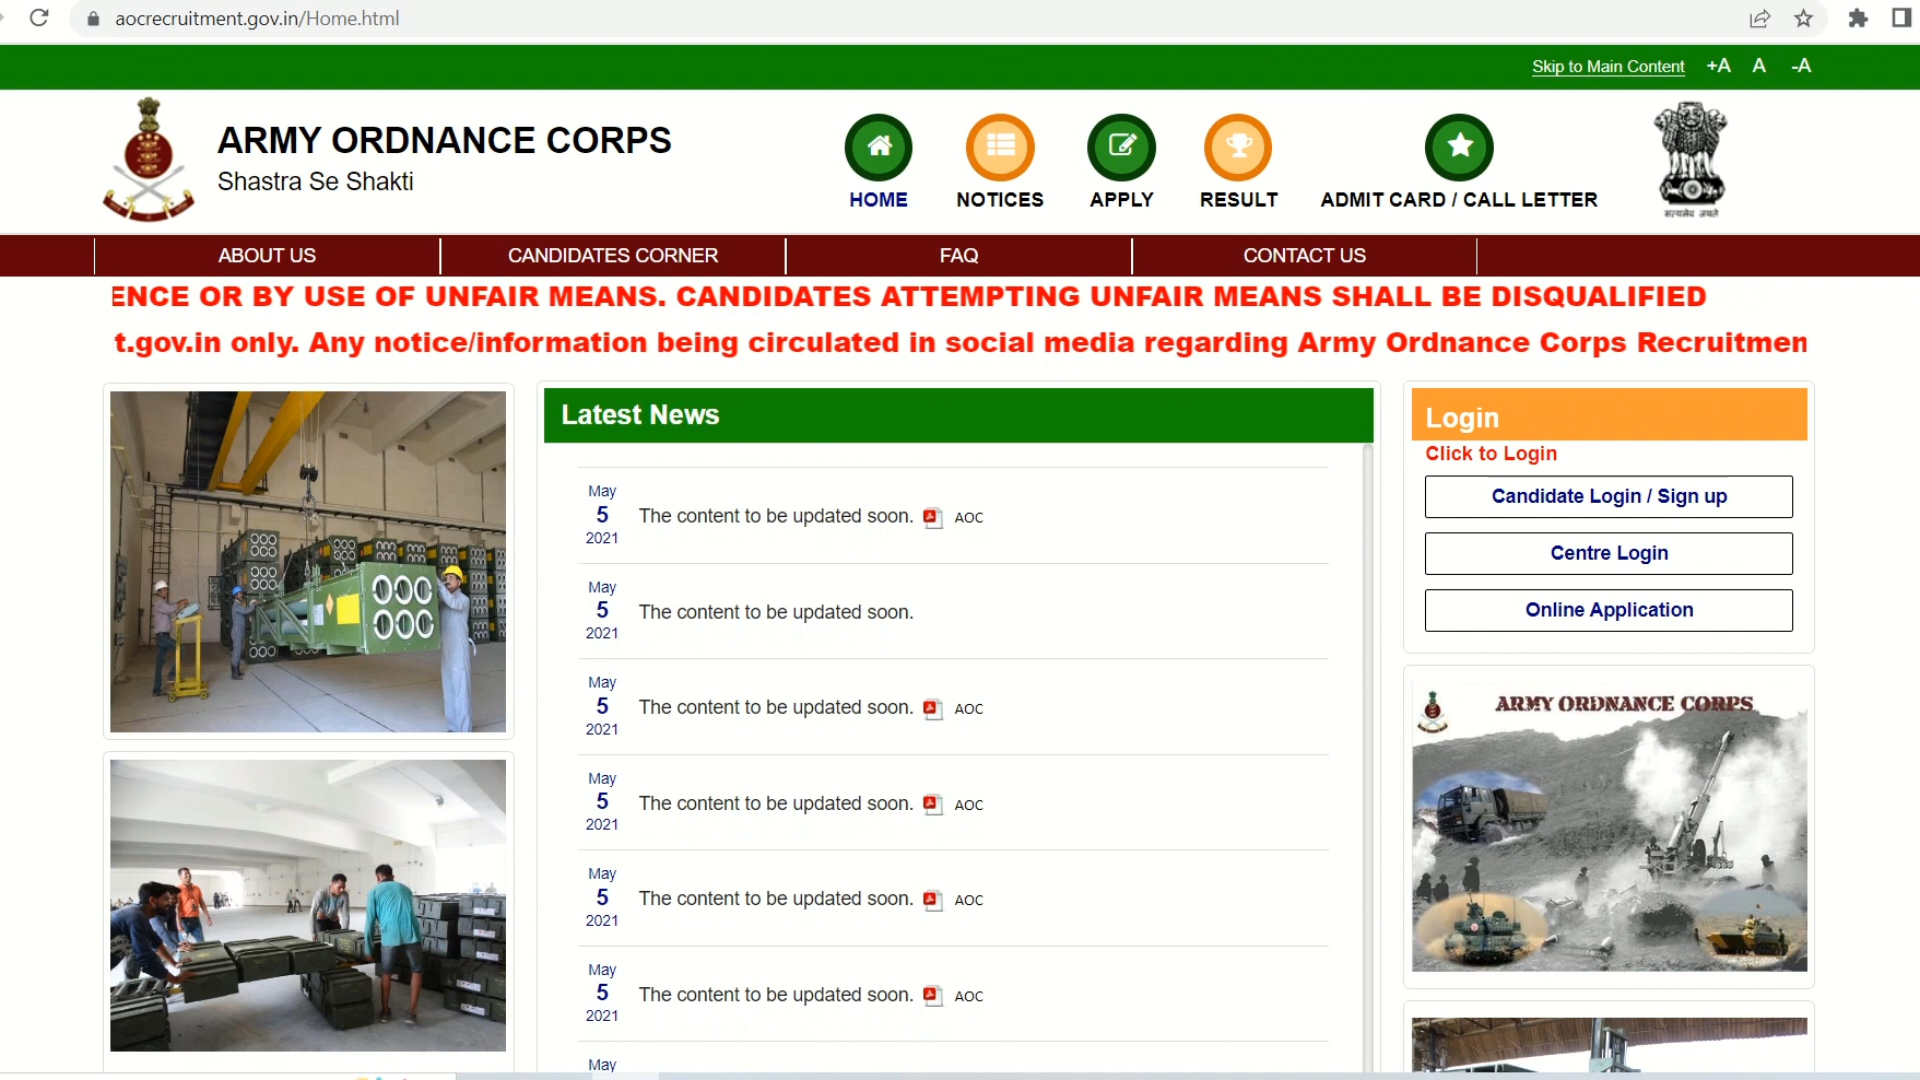 aocrecruitment.gov.in/Home.html
Skip to Main Content +A A -A
ARMY ORDNANCE CORPS
Shastra Se Shakti
HOME NOTICES APPLY RESULT ADMIT CARD / CALL LETTER
सत्यमेव जयते
ABOUT US CANDIDATES CORNER FAQ CONTACT US
ENCE OR BY USE OF UNFAIR MEANS. CANDIDATES ATTEMPTING UNFAIR MEANS SHALL BE DISQUALIFIED
t.gov.in only. Any notice/information being circulated in social media regarding Army Ordnance Corps Recruitmen
Latest News
May
5
2021
The content to be updated soon. AOC
May
5
2021
The content to be updated soon.
May
5
2021
The content to be updated soon. AOC
May
5
2021
The content to be updated soon. AOC
May
5
2021
The content to be updated soon. AOC
May
5
2021
The content to be updated soon. AOC
May
Login
Click to Login
Candidate Login / Sign up
Centre Login
Online Application
ARMY ORDNANCE CORPS